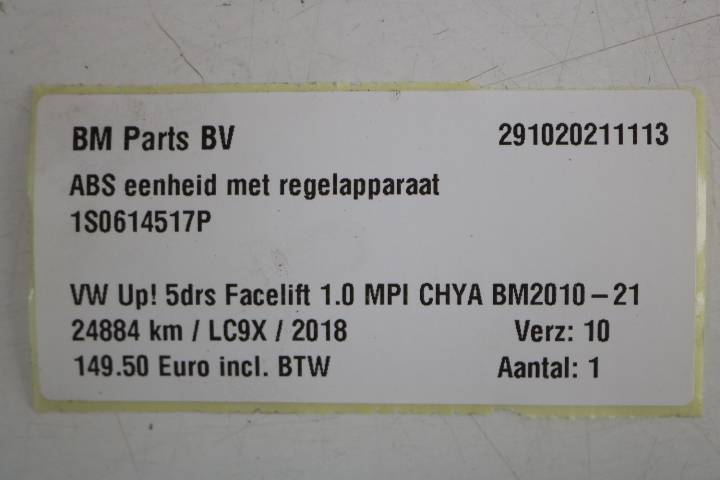 BM Parts BV 291020211113
ABS eenheid met regelapparaat
1S0614517P
VW Up! 5drs Facelift 1.0 MPI CHYA BM2010-21
24884 km / LC9X / 2018 Verz: 10
149.50 Euro incl. BTW Aantal: 1